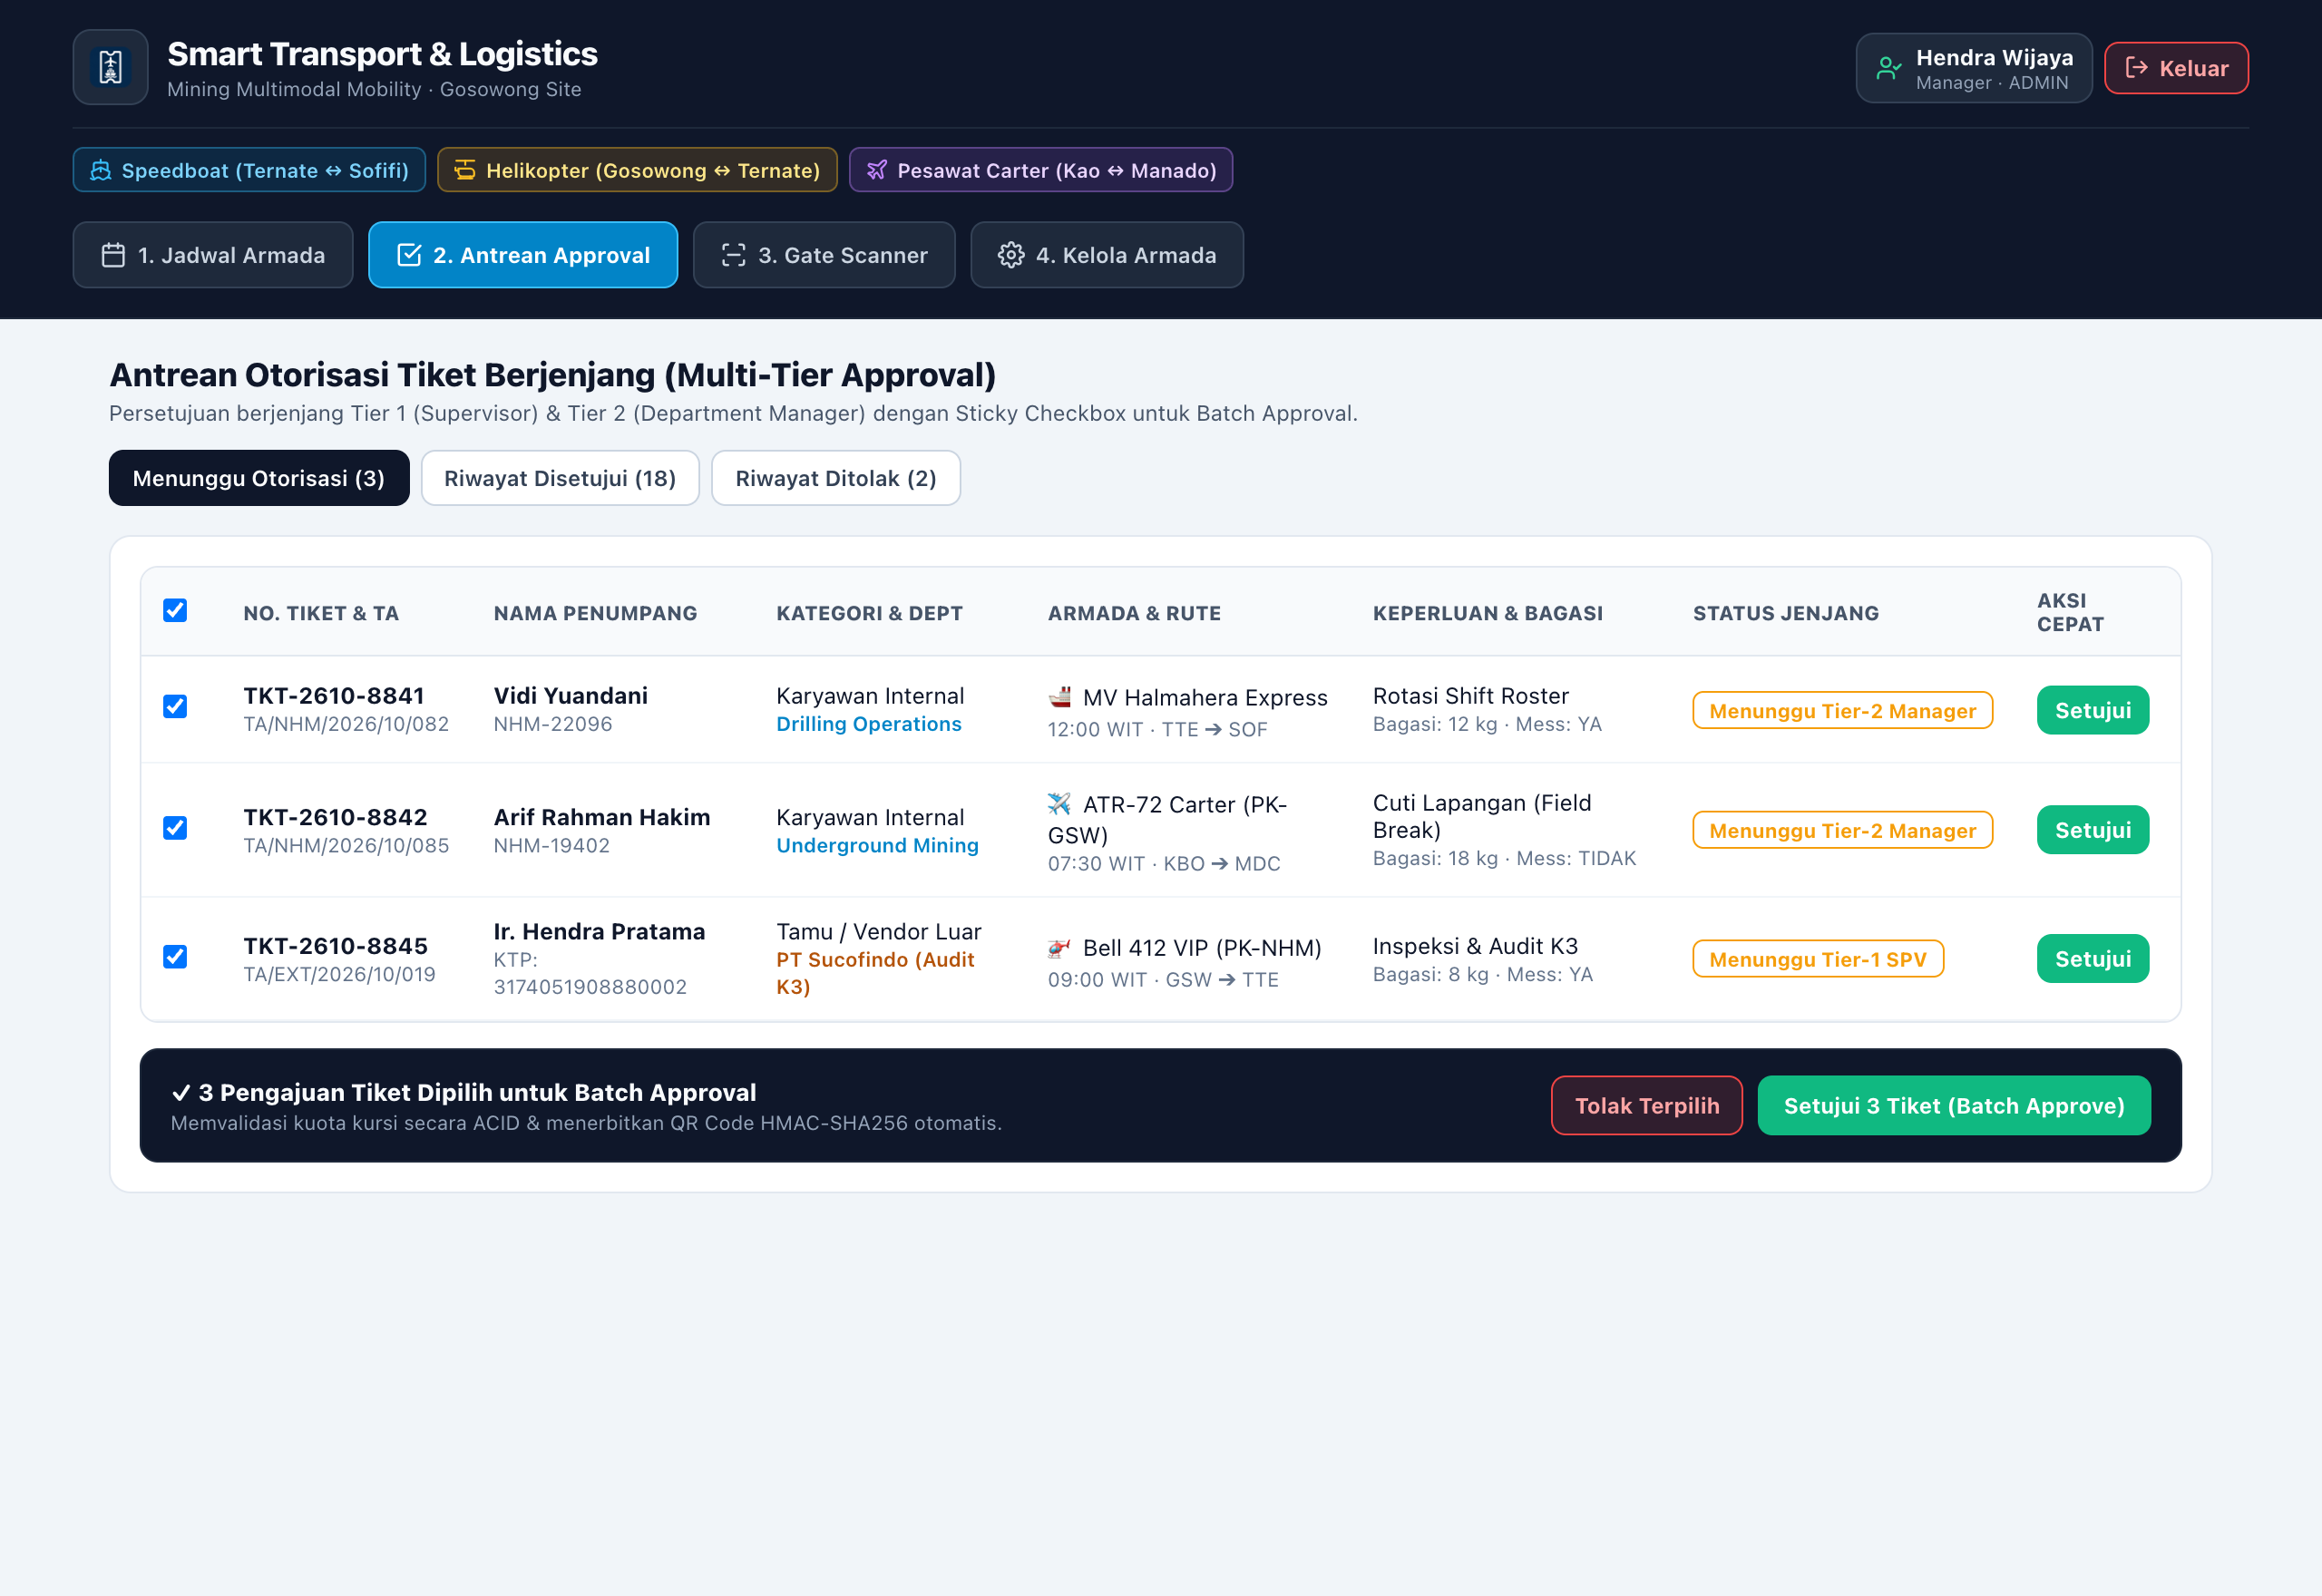 Smart Transport & Logistics
Mining Multimodal Mobility · Gosowong Site
Hendra Wijaya
Manager · ADMIN
Keluar
Speedboat (Ternate ↔ Sofifi)
Helikopter (Gosowong ↔ Ternate)
Pesawat Carter (Kao ↔ Manado)
1. Jadwal Armada
2. Antrean Approval
3. Gate Scanner
4. Kelola Armada
Antrean Otorisasi Tiket Berjenjang (Multi-Tier Approval)
Persetujuan berjenjang Tier 1 (Supervisor) & Tier 2 (Department Manager) dengan Sticky Checkbox untuk Batch Approval.
Menunggu Otorisasi (3)
Riwayat Disetujui (18)
Riwayat Ditolak (2)
NO. TIKET & TA
NAMA PENUMPANG
KATEGORI & DEPT
ARMADA & RUTE
KEPERLUAN & BAGASI
STATUS JENJANG
AKSI
CEPAT
TKT-2610-8841
TA/NHM/2026/10/082
Vidi Yuandani
NHM-22096
Karyawan Internal
Drilling Operations
MV Halmahera Express
12:00 WIT · TTE ➔ SOF
Rotasi Shift Roster
Bagasi: 12 kg · Mess: YA
Menunggu Tier-2 Manager
Setujui
TKT-2610-8842
TA/NHM/2026/10/085
Arif Rahman Hakim
NHM-19402
Karyawan Internal
Underground Mining
ATR-72 Carter (PK-
GSW)
07:30 WIT · KBO ➔ MDC
Cuti Lapangan (Field
Break)
Bagasi: 18 kg · Mess: TIDAK
Menunggu Tier-2 Manager
Setujui
TKT-2610-8845
TA/EXT/2026/10/019
Ir. Hendra Pratama
KTP:
3174051908880002
Tamu / Vendor Luar
PT Sucofindo (Audit
K3)
Bell 412 VIP (PK-NHM)
09:00 WIT · GSW ➔ TTE
Inspeksi & Audit K3
Bagasi: 8 kg · Mess: YA
Menunggu Tier-1 SPV
Setujui
✓ 3 Pengajuan Tiket Dipilih untuk Batch Approval
Memvalidasi kuota kursi secara ACID & menerbitkan QR Code HMAC-SHA256 otomatis.
Tolak Terpilih
Setujui 3 Tiket (Batch Approve)